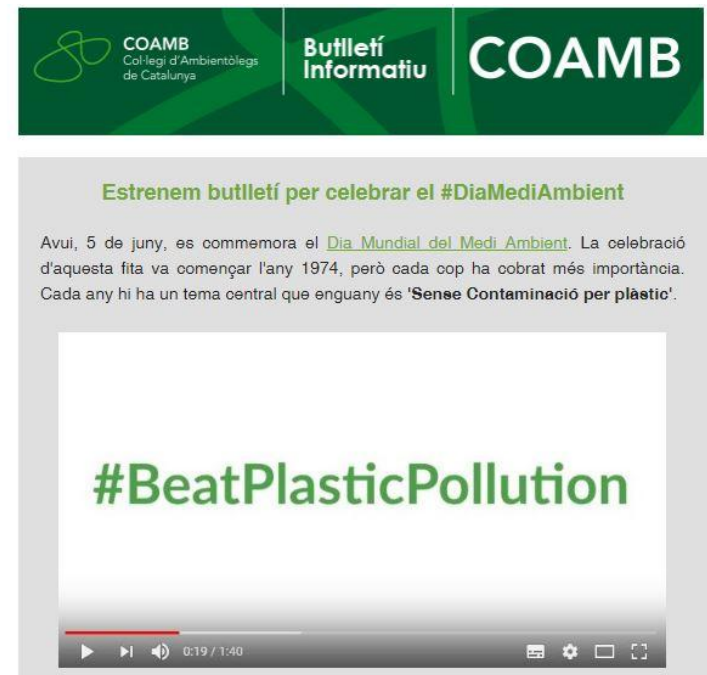 COAMB
Col·legi d'Ambientòlegs
de Catalunya
Butlletí
Informatiu
COAMB
Estrenem butlletí per celebrar el #DiaMediAmbient
Avui, 5 de juny, es commemora el Dia Mundial del Medi Ambient. La celebració
d'aquesta fita va començar l'any 1974, però cada cop ha cobrat més importància.
Cada any hi ha un tema central que enguany és 'Sense Contaminació per plàstic'.
#BeatPlasticPollution
0:19 / 1:40